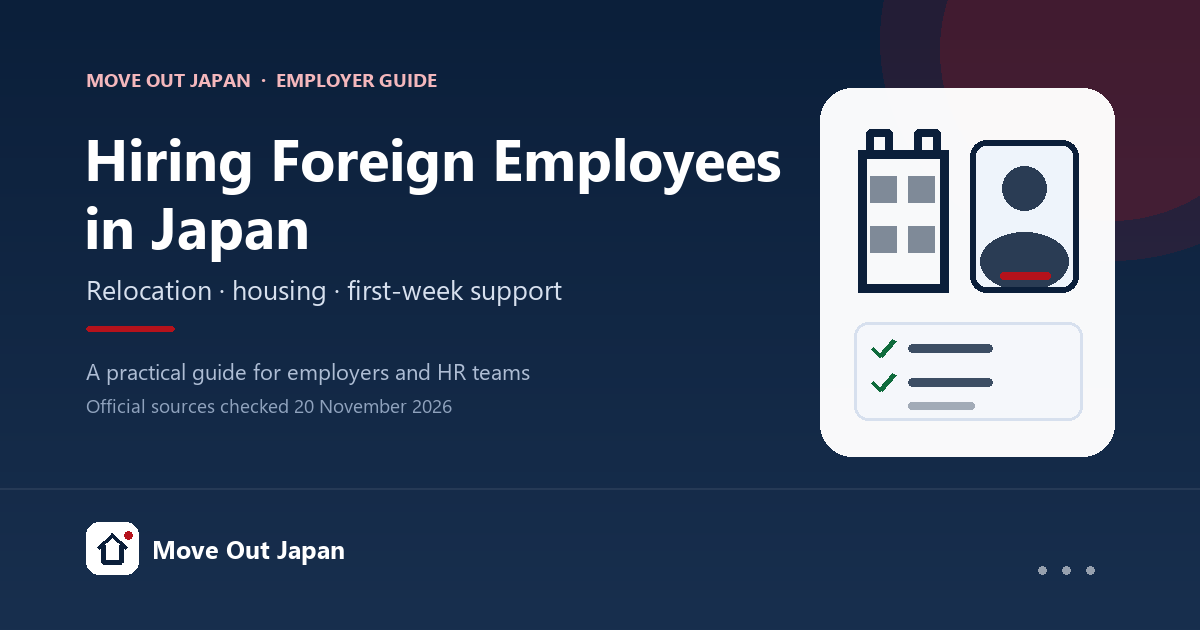 MOVE OUT JAPAN · EMPLOYER GUIDE
Hiring Foreign Employees
in Japan
Relocation · housing · first-week support
A practical guide for employers and HR teams
Official sources checked 20 November 2026
Move Out Japan